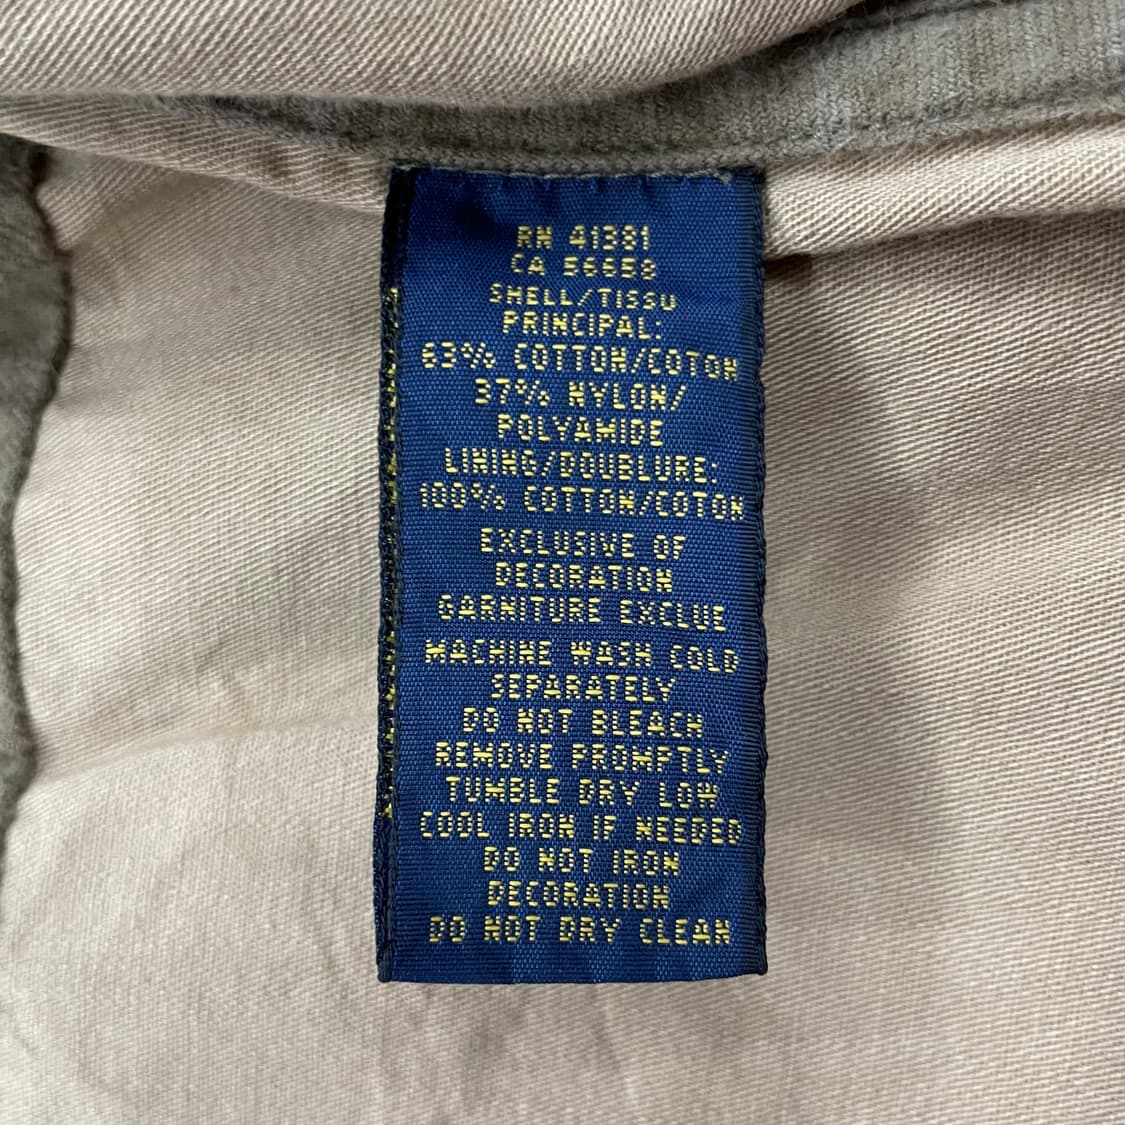 RN 41381
CA 56658
SHELL/TISSU
PRINCIPAL:
63% COTTON/COTON
37% NYLON/
POLYAMIDE
LINING/DOUBLURE:
100% COTTON/COTON
EXCLUSIVE OF
DECORATION
GARNITURE EXCLUE
MACHINE WASH COLD
SEPARATELY
DO NOT BLEACH
REMOVE PROMPTLY
TUMBLE DRY LOW
COOL IRON IF NEEDED
DO NOT IRON
DECORATION
DO NOT DRY CLEAN